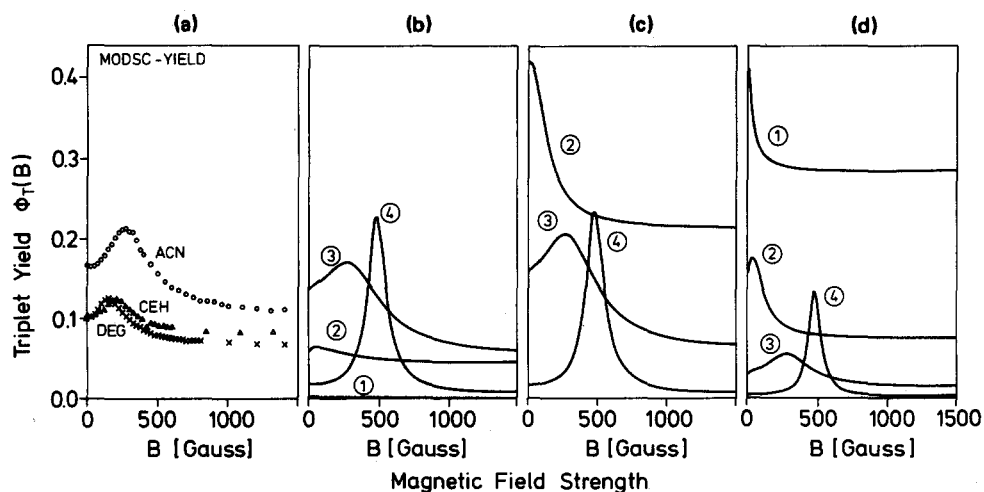 (a) (b) (c) (d)
MODSC-YIELD
Triplet Yield Φ_T(B)
0.4
0.3
0.2
0.1
0.0
ACN
CEH
DEG
④
③
②
①
②
③
④
①
②
④
③
0 1000 0 500 1000 0 500 1000 0 500 1000 1500
B [Gauss] B [Gauss] B [Gauss] B [Gauss]
Magnetic Field Strength